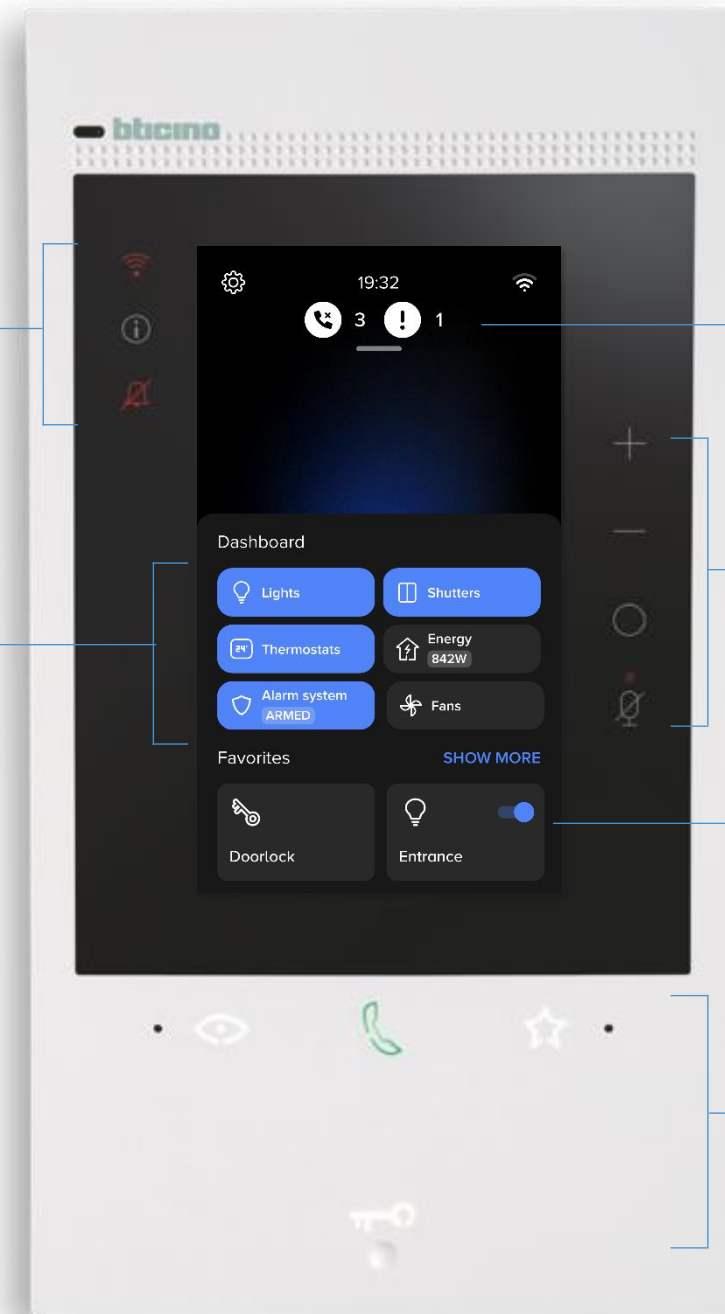 bticino
19:32
3 1
Dashboard
Lights Shutters
24° Thermostats Energy
842W
Alarm system Fans
ARMED
Favorites SHOW MORE
Doorlock Entrance